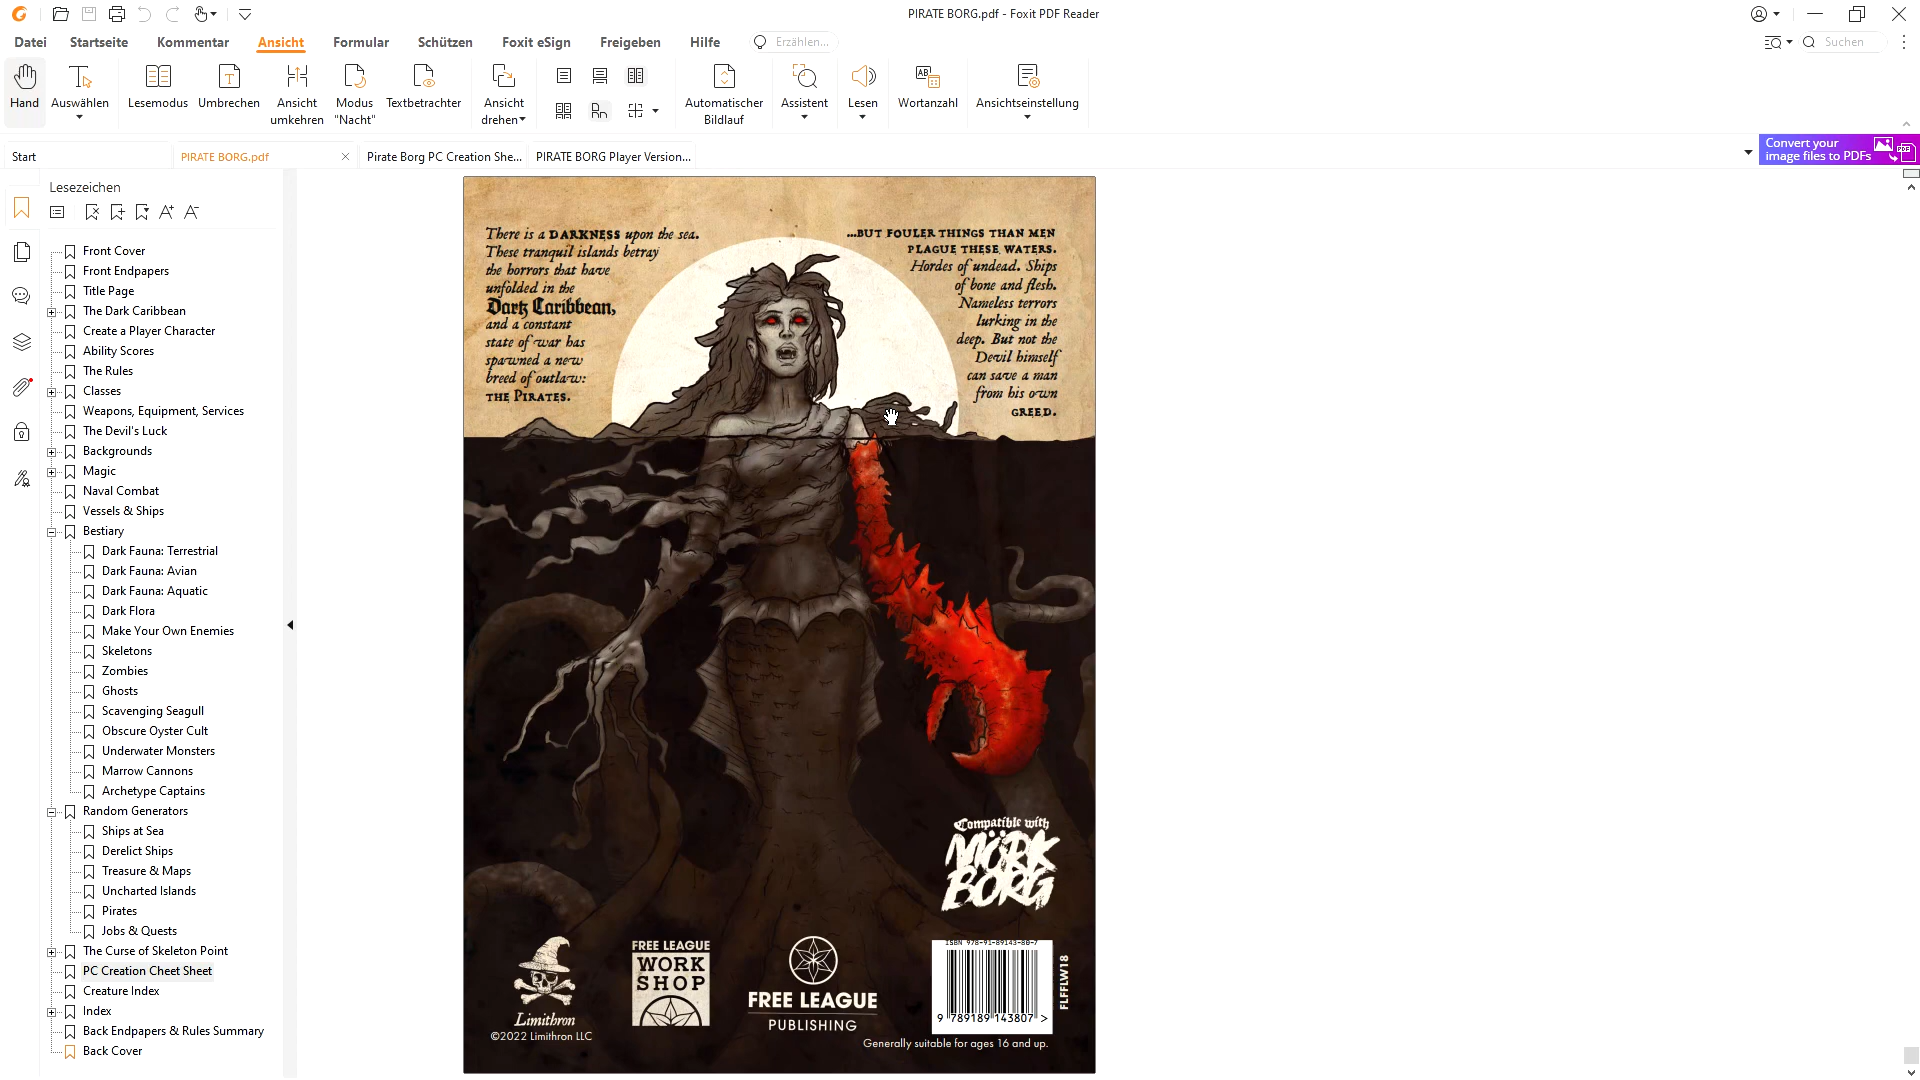 PIRATE BORG.pdf - Foxit PDF Reader
Datei Startseite Kommentar Ansicht Formular Schützen Foxit eSign Freigeben Hilfe Erzählen... Suchen
Hand Auswählen Lesemodus Umbrechen Ansicht umkehren Modus "Nacht" Textbetrachter Ansicht drehen Automatischer Bildlauf Assistent Lesen Wortanzahl Ansichtseinstellung
Start PIRATE BORG.pdf Pirate Borg PC Creation She... PIRATE BORG Player Version...
Convert your
image files to PDFs
Lesezeichen
Front Cover
Front Endpapers
Title Page
The Dark Caribbean
Create a Player Character
Ability Scores
The Rules
Classes
Weapons, Equipment, Services
The Devil's Luck
Backgrounds
Magic
Naval Combat
Vessels & Ships
Bestiary
Dark Fauna: Terrestrial
Dark Fauna: Avian
Dark Fauna: Aquatic
Dark Flora
Make Your Own Enemies
Skeletons
Zombies
Ghosts
Scavenging Seagull
Obscure Oyster Cult
Underwater Monsters
Marrow Cannons
Archetype Captains
Random Generators
Ships at Sea
Derelict Ships
Treasure & Maps
Uncharted Islands
Pirates
Jobs & Quests
The Curse of Skeleton Point
PC Creation Cheet Sheet
Creature Index
Index
Back Endpapers & Rules Summary
Back Cover
There is a DARKNESS upon the sea.
These tranquil islands betray
the horrors that have
unfolded in the
Dark Caribbean,
and a constant
state of war has
spawned a new
breed of outlaw:
THE PIRATES.
...BUT FOULER THINGS THAN MEN
PLAGUE THESE WATERS.
Hordes of undead. Ships
of bone and flesh.
Nameless terrors
lurking in the
deep. But not the
Devil himself
can save a man
from his own
GREED.
Compatible with
MÖRK
BORG
Limithron
©2022 Limithron LLC
FREE LEAGUE
WORK
SHOP
FREE LEAGUE
PUBLISHING
ISBN 978-91-89143-80-7
9 789189 143807 >
FLFFLW18
Generally suitable for ages 16 and up.